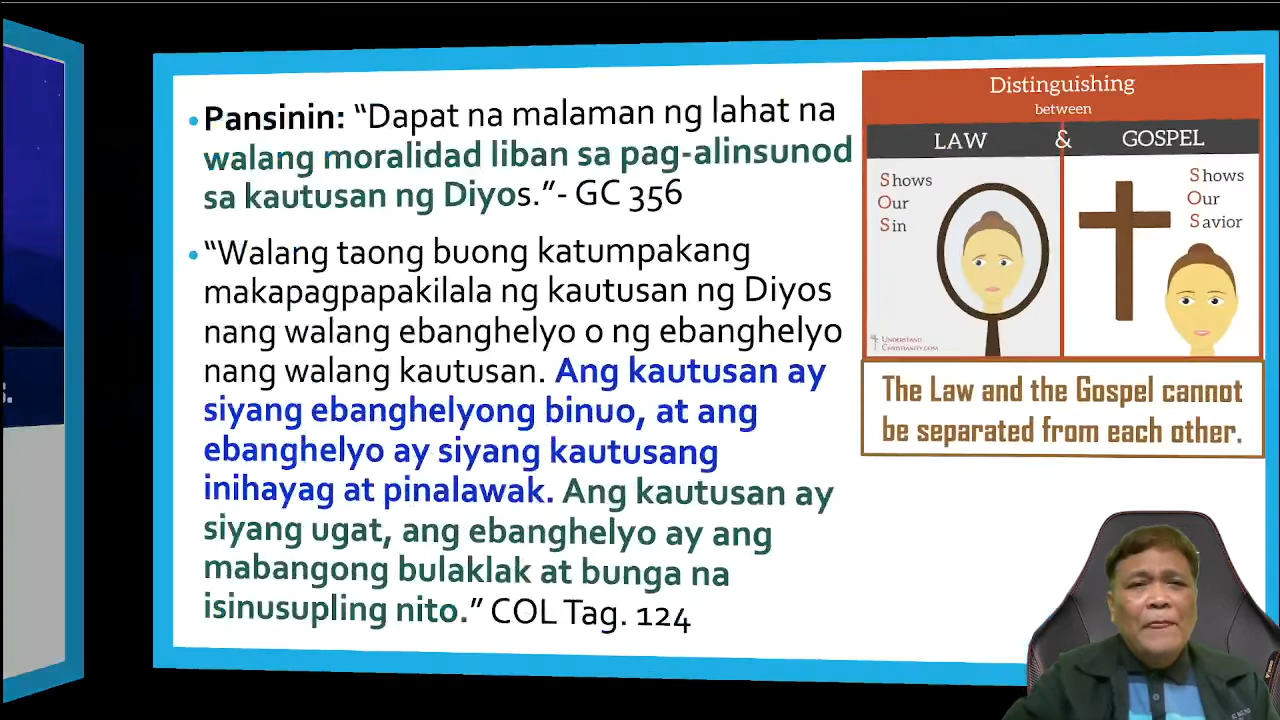 • Pansinin: “Dapat na malaman ng lahat na
walang moralidad liban sa pag-alinsunod
sa kautusan ng Diyos.”- GC 356
• “Walang taong buong katumpakang
makapagpapakilala ng kautusan ng Diyos
nang walang ebanghelyo o ng ebanghelyo
nang walang kautusan. Ang kautusan ay
siyang ebanghelyong binuo, at ang
ebanghelyo ay siyang kautusang
inihayag at pinalawak. Ang kautusan ay
siyang ugat, ang ebanghelyo ay ang
mabangong bulaklak at bunga na
isinusupling nito.” COL Tag. 124
Distinguishing
between
LAW & GOSPEL
Shows
Our
Sin
Shows
Our
Savior
UNDERSTAND
CHRISTIANITY.COM
The Law and the Gospel cannot
be separated from each other.
s.